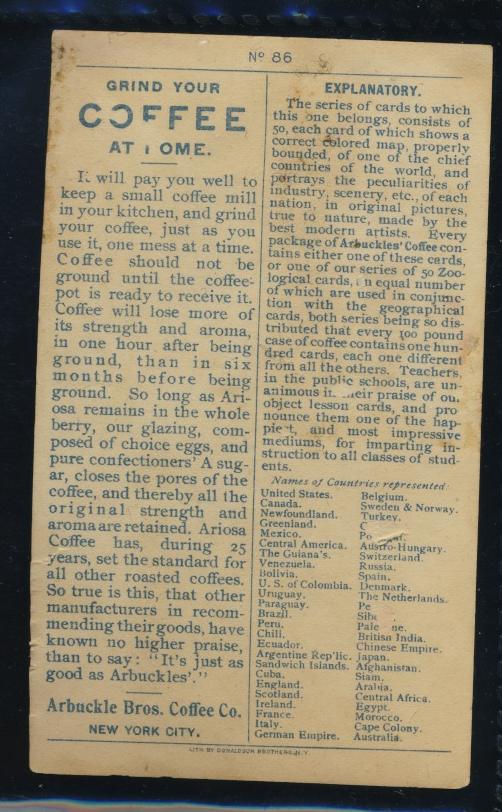 Nº 86
GRIND YOUR
COFFEE
AT OME.
It will pay you well to
keep a small coffee mill
in your kitchen, and grind
your coffee, just as you
use it, one mess at a time.
Coffee should not be
ground until the coffee-
pot is ready to receive it.
Coffee will lose more of
its strength and aroma,
in one hour after being
ground, than in six
months before being
ground. So long as Ari-
osa remains in the whole
berry, our glazing, com-
posed of choice eggs, and
pure confectioners' A sug-
ar, closes the pores of the
coffee, and thereby all the
original strength and
aroma are retained. Ariosa
Coffee has, during 25
years, set the standard for
all other roasted coffees.
So true is this, that other
manufacturers in recom-
mending their goods, have
known no higher praise,
than to say: "It's just as
good as Arbuckles'."
Arbuckle Bros. Coffee Co.
NEW YORK CITY.
EXPLANATORY.
The series of cards to which
this one belongs, consists of
50, each card of which shows a
correct colored map, properly
bounded, of one of the chief
countries of the world, and
portrays the peculiarities of
industry, scenery, etc., of each
nation, in original pictures,
true to nature, made by the
best modern artists. Every
package of Arbuckles' Coffee con-
tains either one of these cards,
or one of our series of 50 Zoo-
logical cards, in equal number
of which are used in conjunc-
tion with the geographical
cards, both series being so dis-
tributed that every 100 pound
case of coffee contains one hun-
dred cards, each one different
from all the others. Teachers,
in the public schools, are un-
animous in their praise of ou.
object lesson cards, and pro
nounce them one of the hap-
piest, and most impressive
mediums, for imparting in-
struction to all classes of stud-
ents.
Names of Countries represented:
United States.
Canada.
Newfoundland.
Greenland.
Mexico.
Central America.
The Guiana's.
Venezuela.
Bolivia.
U. S. of Colombia.
Uruguay.
Paraguay.
Brazil.
Peru.
Chili.
Ecuador.
Argentine Rep'lic.
Sandwich Islands.
Cuba.
England.
Scotland.
Ireland.
France.
Italy.
German Empire.
Belgium.
Sweden & Norway.
Turkey.
Austro-Hungary.
Switzerland.
Russia.
Spain.
Denmark.
The Netherlands.
British India.
Chinese Empire.
Japan.
Afghanistan.
Siam.
Arabia.
Central Africa.
Egypt.
Morocco.
Cape Colony.
Australia.
LITH. BY DONALDSON BROTHERS, N.Y.